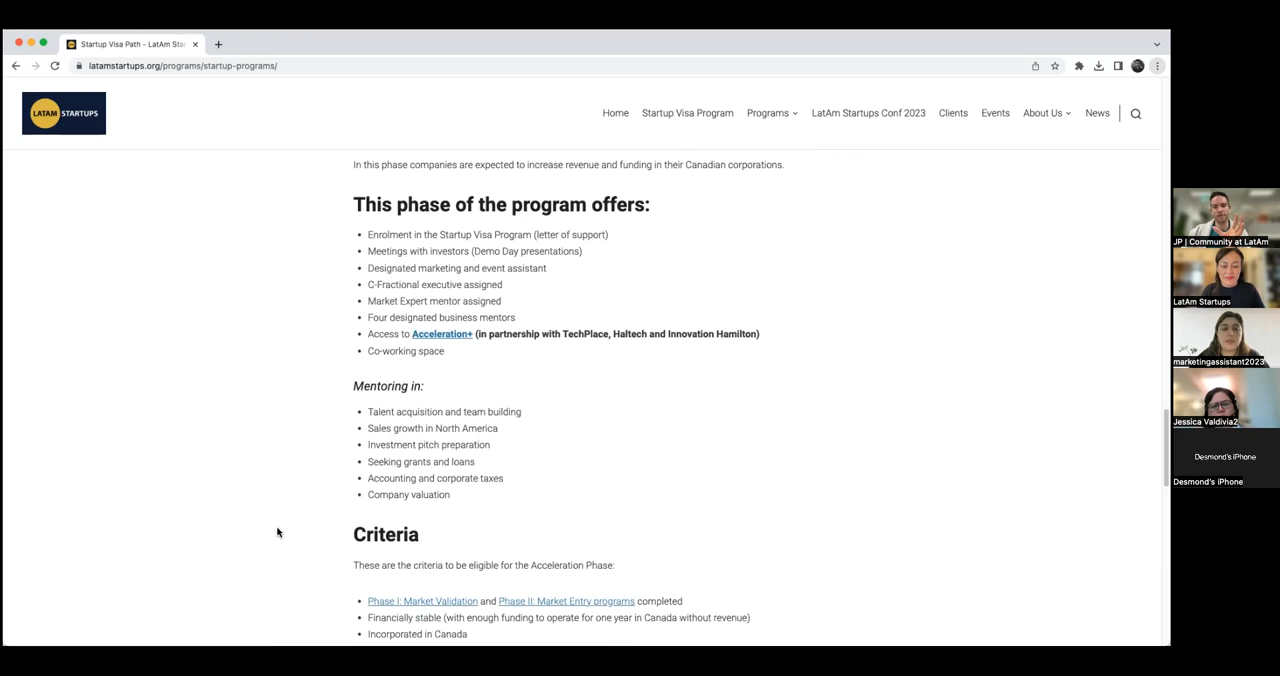 Startup Visa Path - LatAm Star
latamstartups.org/programs/startup-programs/
LATAM STARTUPS
Home Startup Visa Program Programs LatAm Startups Conf 2023 Clients Events About Us News
In this phase companies are expected to increase revenue and funding in their Canadian corporations.
This phase of the program offers:
Enrolment in the Startup Visa Program (letter of support)
Meetings with investors (Demo Day presentations)
Designated marketing and event assistant
C-Fractional executive assigned
Market Expert mentor assigned
Four designated business mentors
Access to Acceleration+ (in partnership with TechPlace, Haltech and Innovation Hamilton)
Co-working space
Mentoring in:
Talent acquisition and team building
Sales growth in North America
Investment pitch preparation
Seeking grants and loans
Accounting and corporate taxes
Company valuation
Criteria
These are the criteria to be eligible for the Acceleration Phase:
Phase I: Market Validation and Phase II: Market Entry programs completed
Financially stable (with enough funding to operate for one year in Canada without revenue)
Incorporated in Canada
JP | Community at LatAm
LatAm Startups
marketingassistant2023
Jessica Valdivia2
Desmond's iPhone
Desmond's iPhone